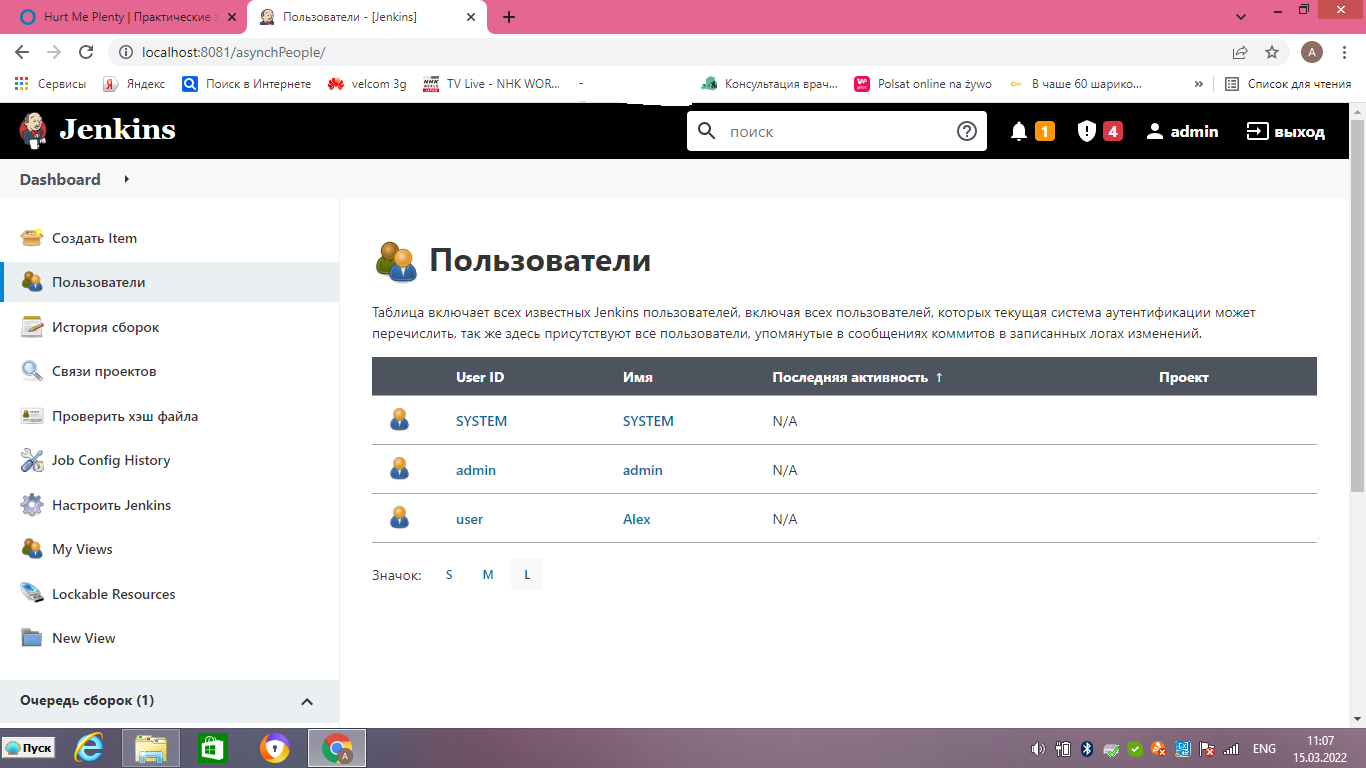 Hurt Me Plenty | Практические з
Пользователи - [Jenkins]
localhost:8081/asynchPeople/
A
Сервисы
Яндекс
Поиск в Интернете
velcom 3g
TV Live - NHK WOR...
Консультация врач...
Polsat online na żywo
В чаше 60 шарико...
»
Список для чтения
Jenkins
поиск
1
4
admin
выход
Dashboard
Создать Item
Пользователи
История сборок
Связи проектов
Проверить хэш файла
Job Config History
Настроить Jenkins
My Views
Lockable Resources
New View
Очередь сборок (1)
Пользователи
Таблица включает всех известных Jenkins пользователей, включая всех пользователей, которых текущая система аутентификации может
перечислить, так же здесь присутствуют все пользователи, упомянутые в сообщениях коммитов в записанных логах изменений.
User ID Имя Последняя активность ↑ Проект
SYSTEM SYSTEM N/A
admin admin N/A
user Alex N/A
Значок: S M L
Пуск
ENG
11:07
15.03.2022